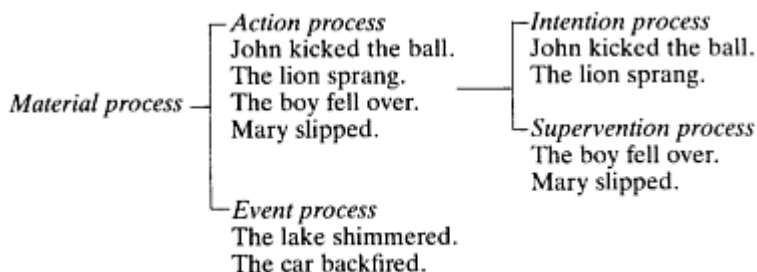 Action process
John kicked the ball.
The lion sprang.
The boy fell over.
Mary slipped.
Material process
Intention process
John kicked the ball.
The lion sprang.
Supervention process
The boy fell over.
Mary slipped.
Event process
The lake shimmered.
The car backfired.